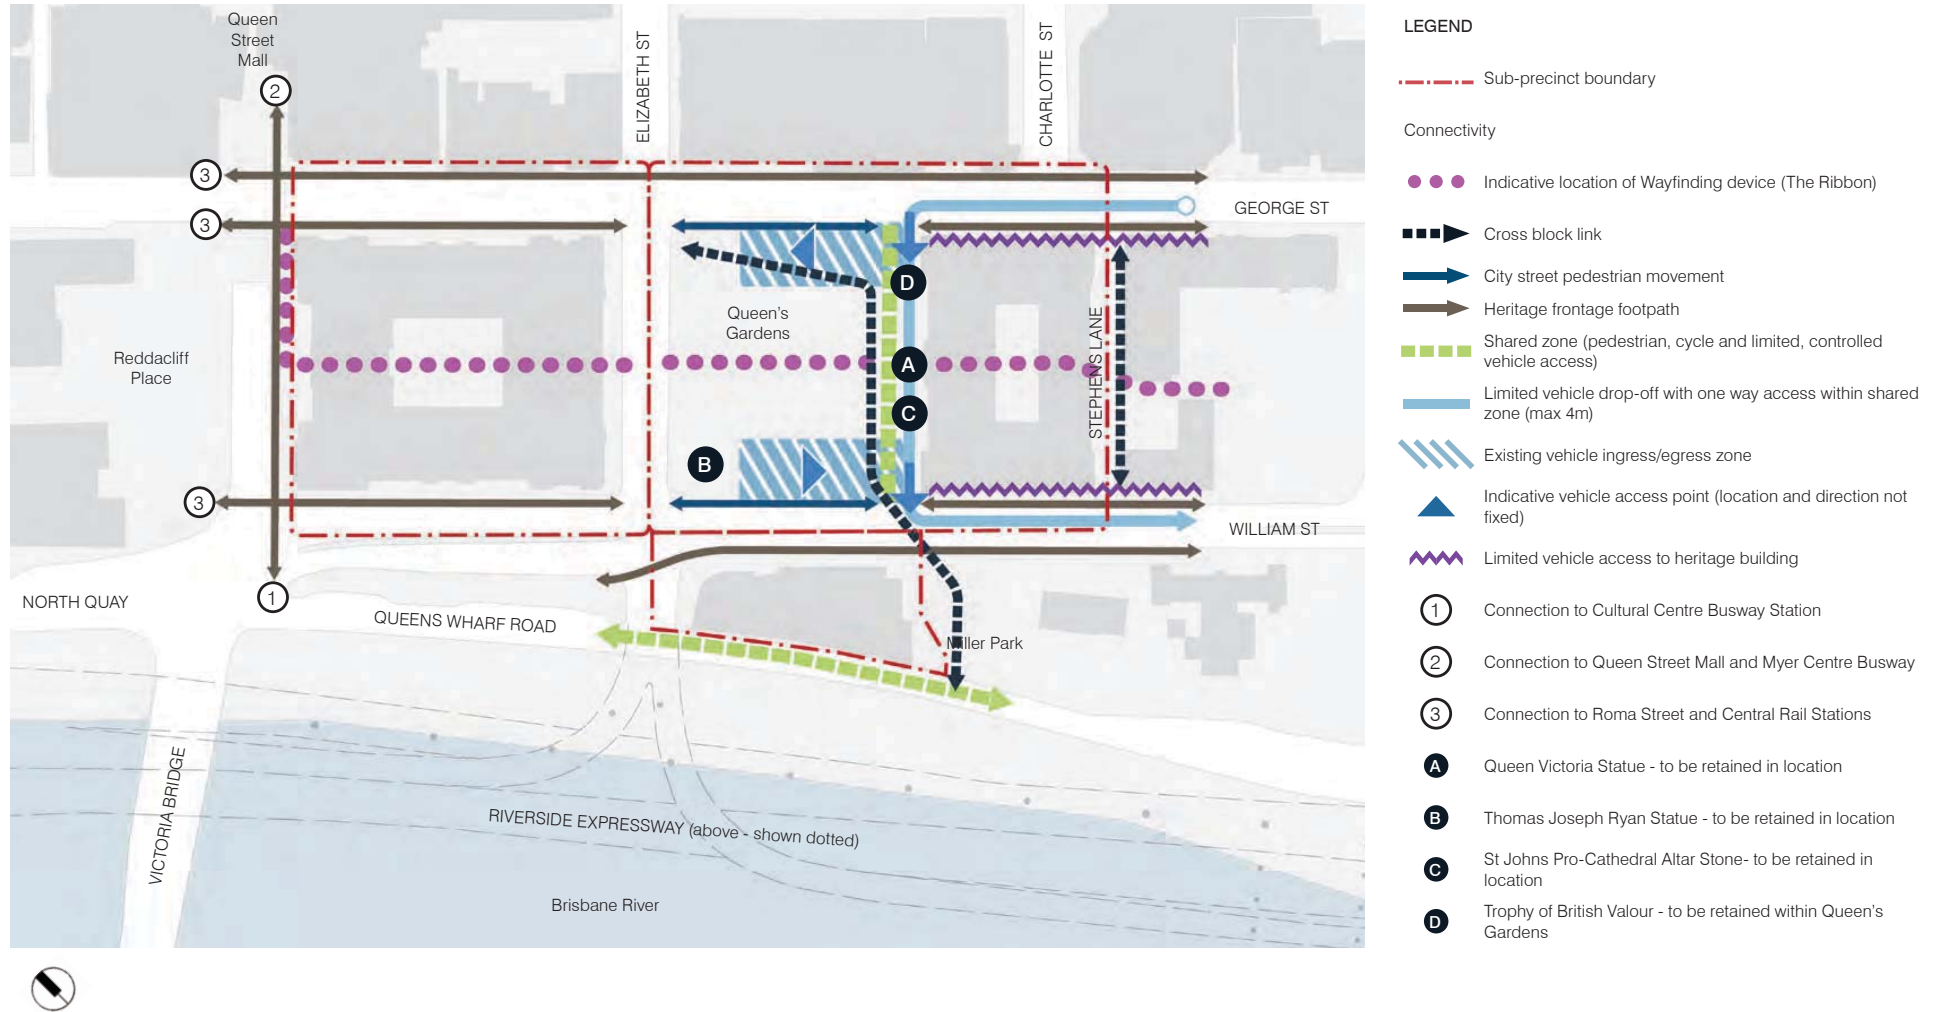 Queen
Street
Mall
2
ELIZABETH ST
CHARLOTTE ST
3
3
GEORGE ST
D
Queen's
Gardens
Reddacliff
Place
A
STEPHENS LANE
C
B
3
WILLIAM ST
1
NORTH QUAY
QUEENS WHARF ROAD
Miller Park
VICTORIA BRIDGE
RIVERSIDE EXPRESSWAY (above - shown dotted)
Brisbane River
LEGEND
Sub-precinct boundary
Connectivity
Indicative location of Wayfinding device (The Ribbon)
Cross block link
City street pedestrian movement
Heritage frontage footpath
Shared zone (pedestrian, cycle and limited, controlled
vehicle access)
Limited vehicle drop-off with one way access within shared
zone (max 4m)
Existing vehicle ingress/egress zone
Indicative vehicle access point (location and direction not
fixed)
Limited vehicle access to heritage building
1 Connection to Cultural Centre Busway Station
2 Connection to Queen Street Mall and Myer Centre Busway
3 Connection to Roma Street and Central Rail Stations
A Queen Victoria Statue - to be retained in location
B Thomas Joseph Ryan Statue - to be retained in location
C St Johns Pro-Cathedral Altar Stone- to be retained in
location
D Trophy of British Valour - to be retained within Queen's
Gardens